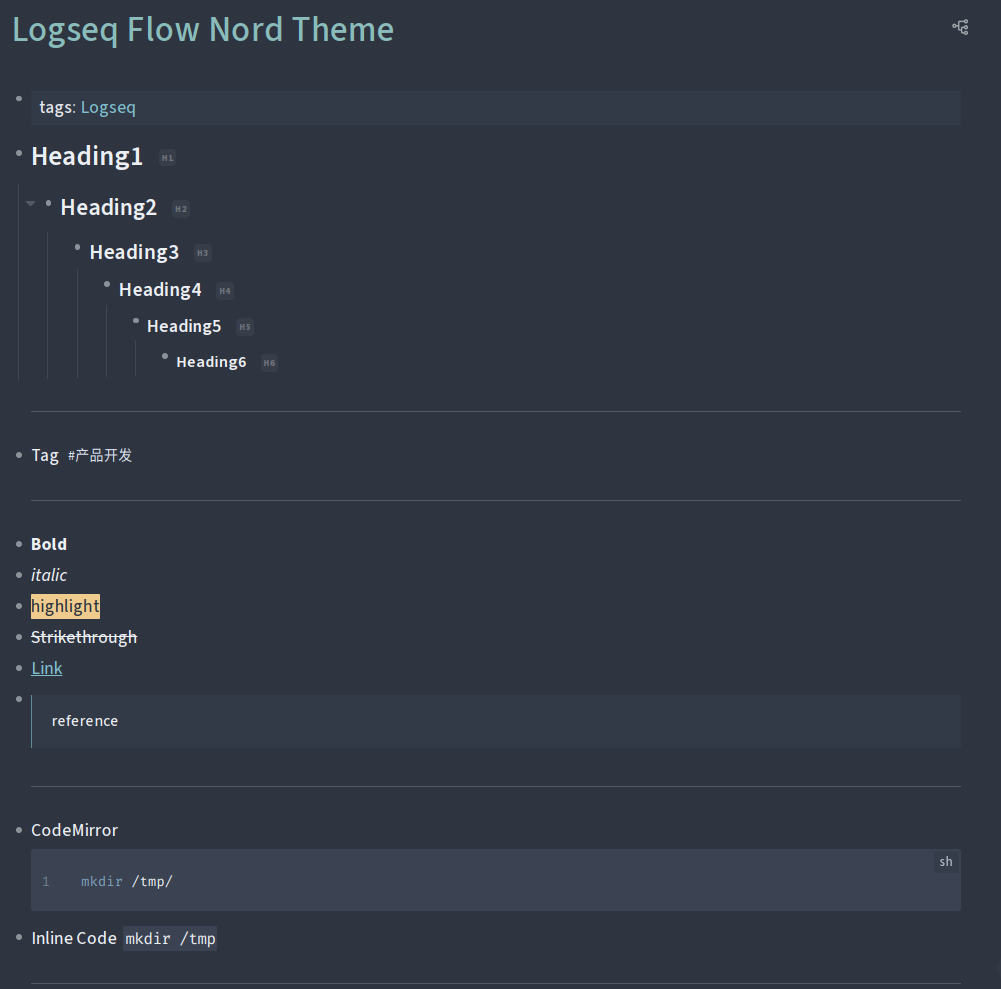 Logseq Flow Nord Theme
tags: Logseq
Heading1 H1
Heading2 H2
Heading3 H3
Heading4 H4
Heading5 H5
Heading6 H6
Tag #产品开发
Bold
italic
highlight
Strikethrough
Link
reference
CodeMirror
sh
1 mkdir /tmp/
Inline Code mkdir /tmp